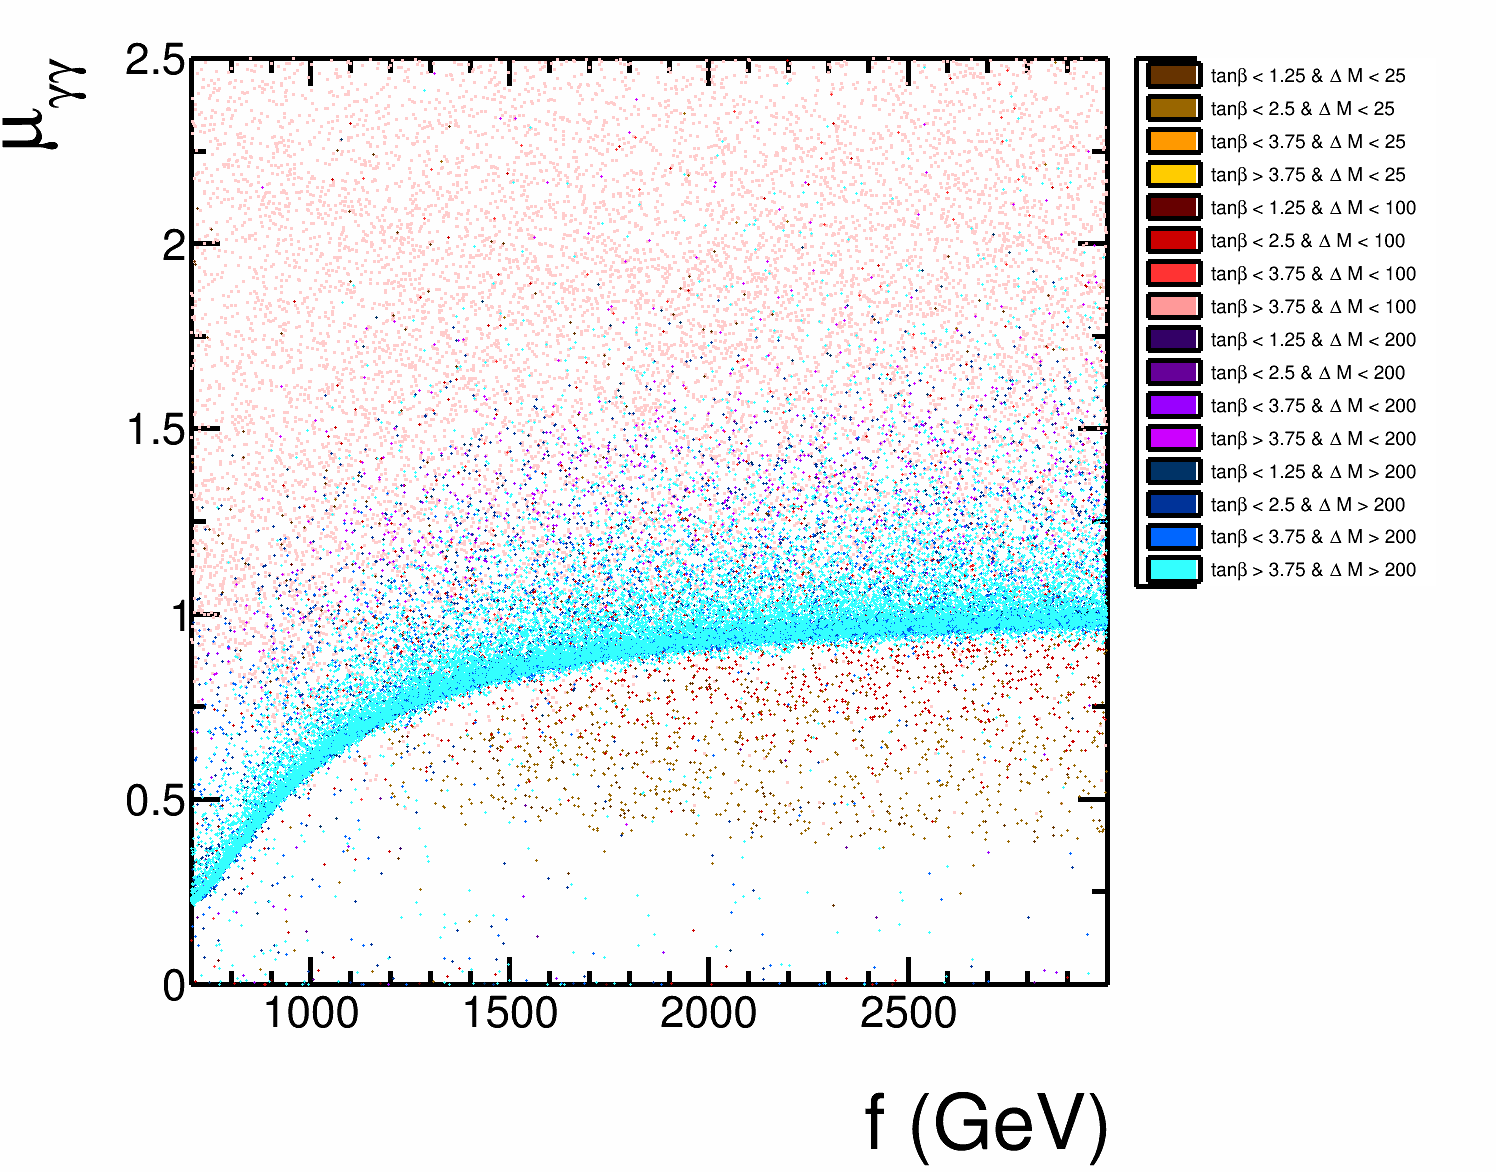 μγγ
2.5
2
1.5
1
0.5
0
1000 1500 2000 2500
f (GeV)
tanβ < 1.25 & Δ M < 25
tanβ < 2.5 & Δ M < 25
tanβ < 3.75 & Δ M < 25
tanβ > 3.75 & Δ M < 25
tanβ < 1.25 & Δ M < 100
tanβ < 2.5 & Δ M < 100
tanβ < 3.75 & Δ M < 100
tanβ > 3.75 & Δ M < 100
tanβ < 1.25 & Δ M < 200
tanβ < 2.5 & Δ M < 200
tanβ < 3.75 & Δ M < 200
tanβ > 3.75 & Δ M < 200
tanβ < 1.25 & Δ M > 200
tanβ < 2.5 & Δ M > 200
tanβ < 3.75 & Δ M > 200
tanβ > 3.75 & Δ M > 200